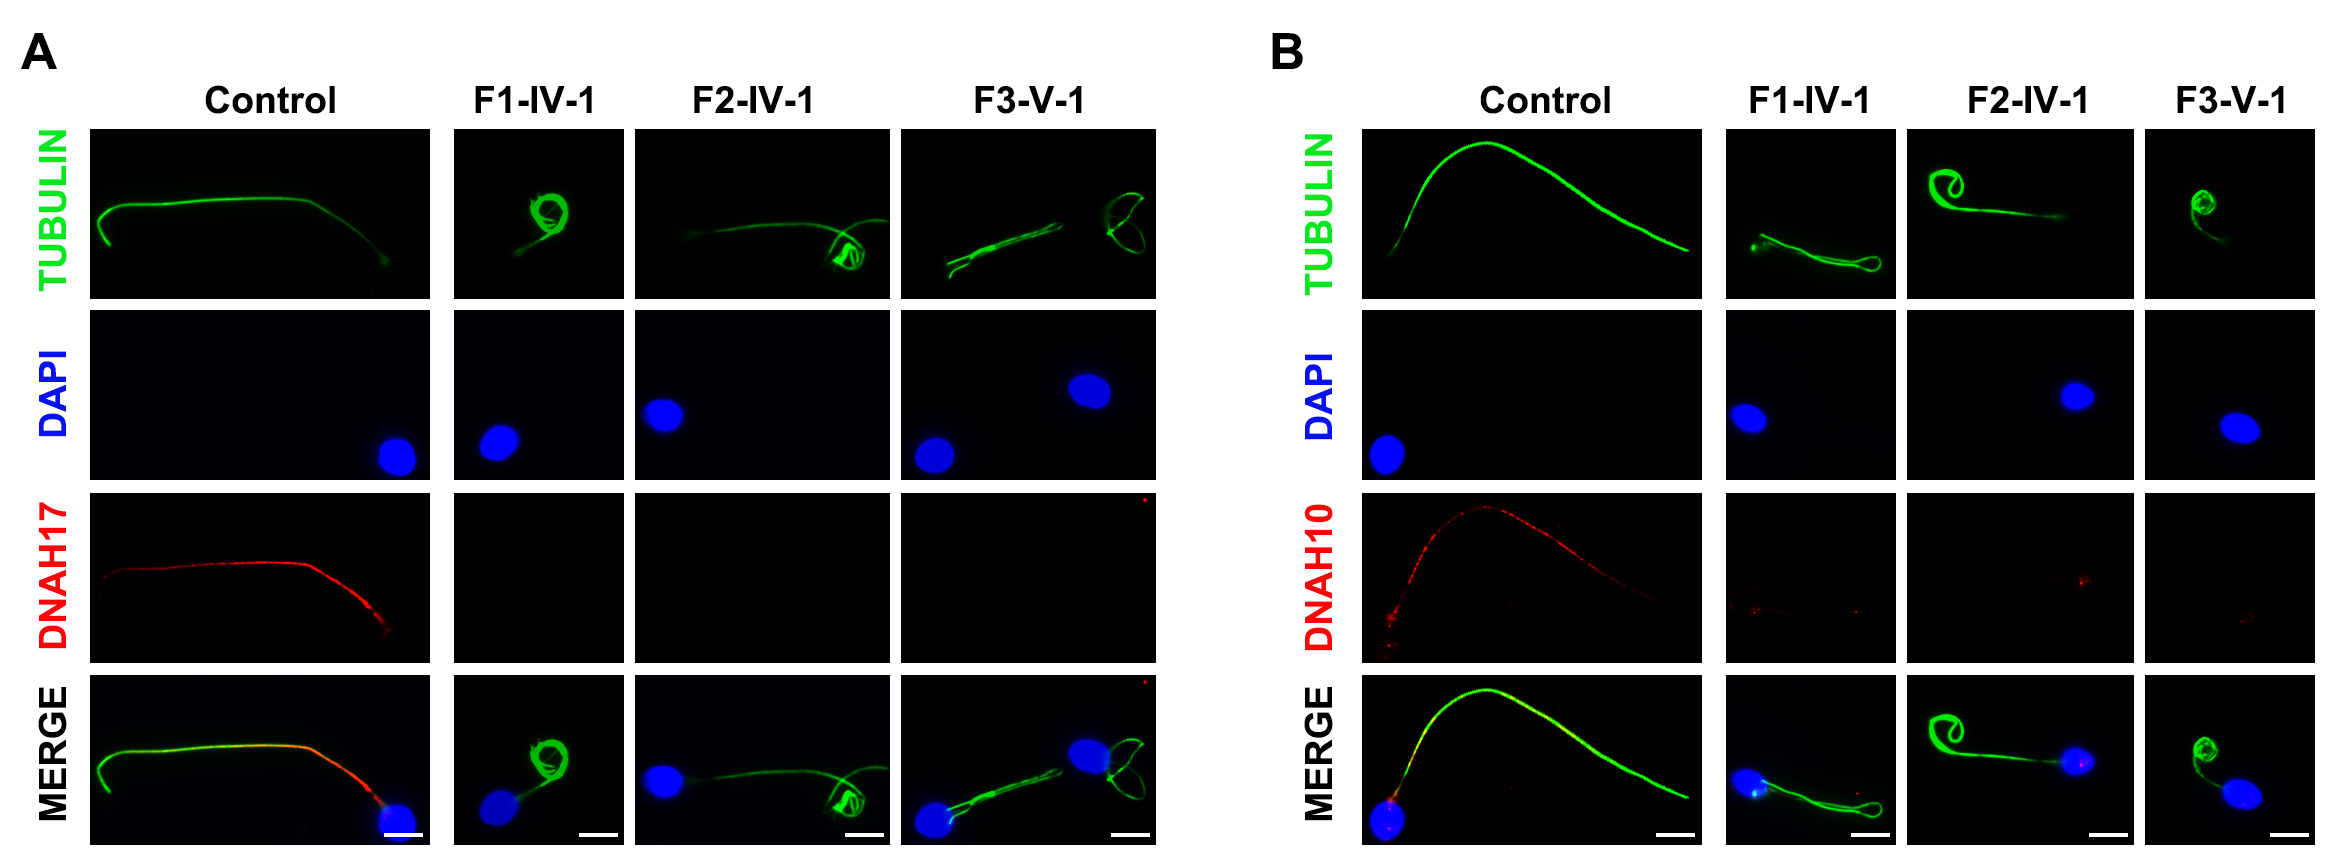 A
Control F1-IV-1 F2-IV-1 F3-V-1
TUBULIN
DAPI
DNAH17
MERGE
B
Control F1-IV-1 F2-IV-1 F3-V-1
TUBULIN
DAPI
DNAH10
MERGE